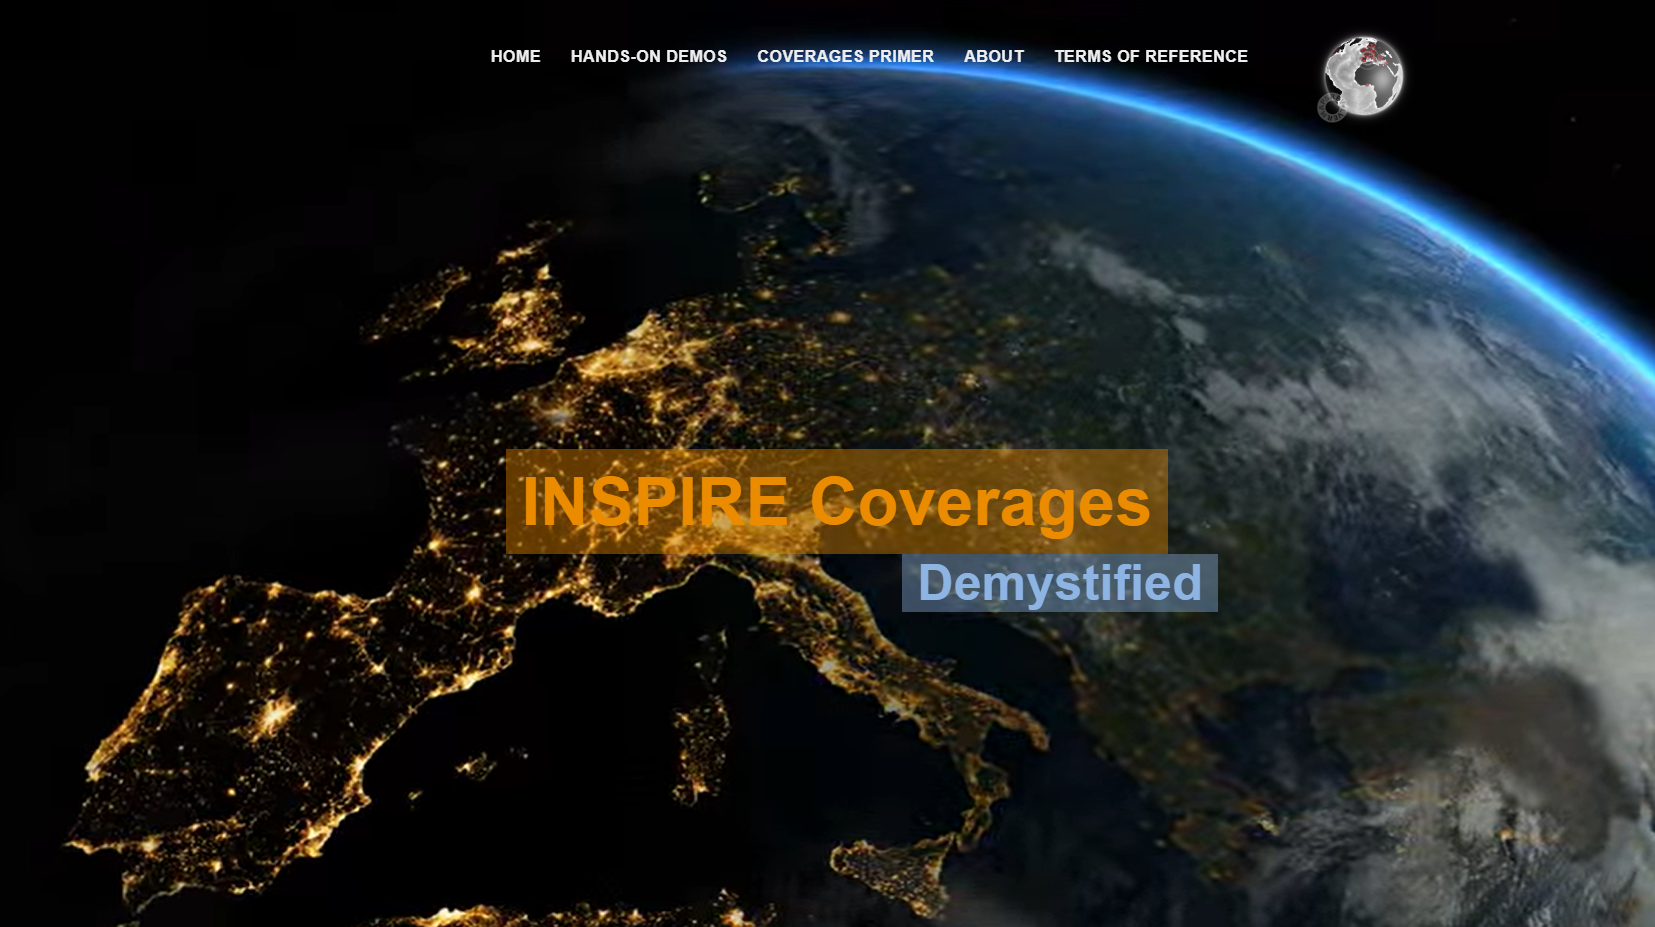 HOME HANDS-ON DEMOS COVERAGES PRIMER ABOUT TERMS OF REFERENCE
INSPIRE Coverages
Demystified